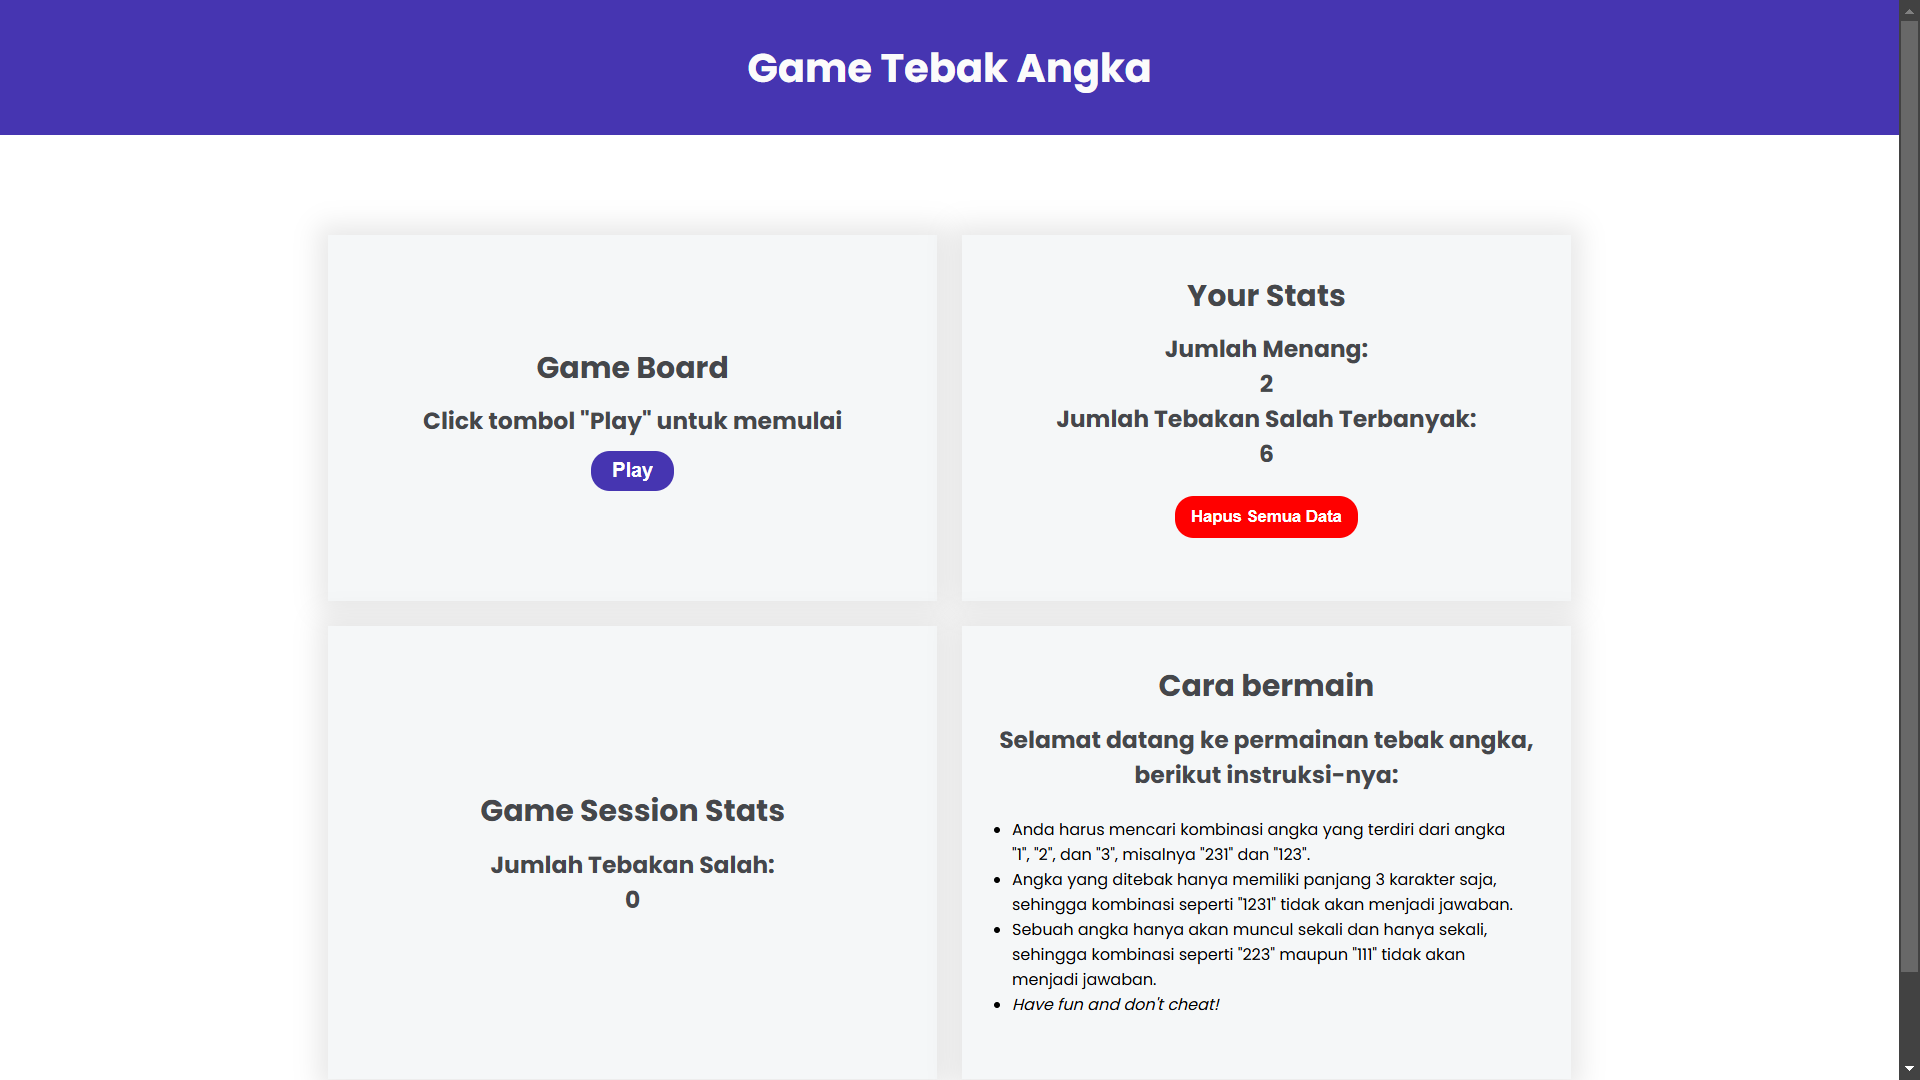 Game Tebak Angka
Game Board
Click tombol "Play" untuk memulai
Play
Your Stats
Jumlah Menang:
2
Jumlah Tebakan Salah Terbanyak:
6
Hapus Semua Data
Game Session Stats
Jumlah Tebakan Salah:
0
Cara bermain
Selamat datang ke permainan tebak angka,
berikut instruksi-nya:
Anda harus mencari kombinasi angka yang terdiri dari angka
"1", "2", dan "3", misalnya "231" dan "123".
Angka yang ditebak hanya memiliki panjang 3 karakter saja,
sehingga kombinasi seperti "1231" tidak akan menjadi jawaban.
Sebuah angka hanya akan muncul sekali dan hanya sekali,
sehingga kombinasi seperti "223" maupun "111" tidak akan
menjadi jawaban.
Have fun and don't cheat!